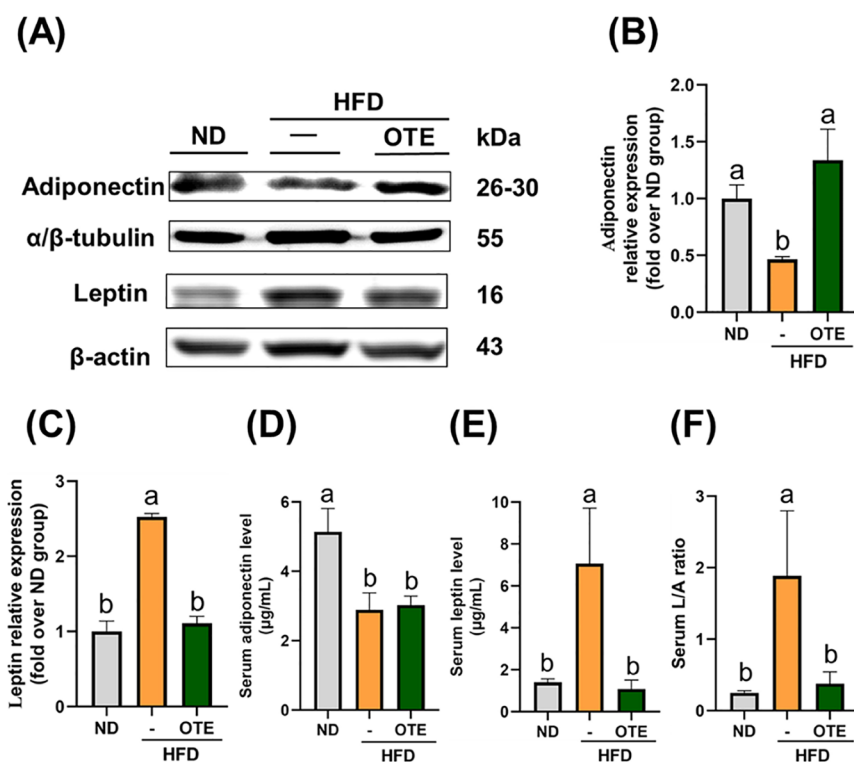 (A)
HFD
ND — OTE kDa
Adiponectin 26-30
α/β-tubulin 55
Leptin 16
β-actin 43
(B)
Adiponectin
relative expression
(fold over ND group)
2.0
1.5
1.0
0.5
0.0
a b a
ND - OTE
HFD
(C)
Leptin relative expression
(fold over ND group)
3
2
1
0
b a b
ND - OTE
HFD
(D)
Serum adiponectin level
(μg/mL)
6
4
2
0
a b b
ND - OTE
HFD
(E)
Serum leptin level
(μg/mL)
10
8
6
4
2
0
b a b
ND - OTE
HFD
(F)
Serum L/A ratio
3
2
1
0
b a b
ND - OTE
HFD